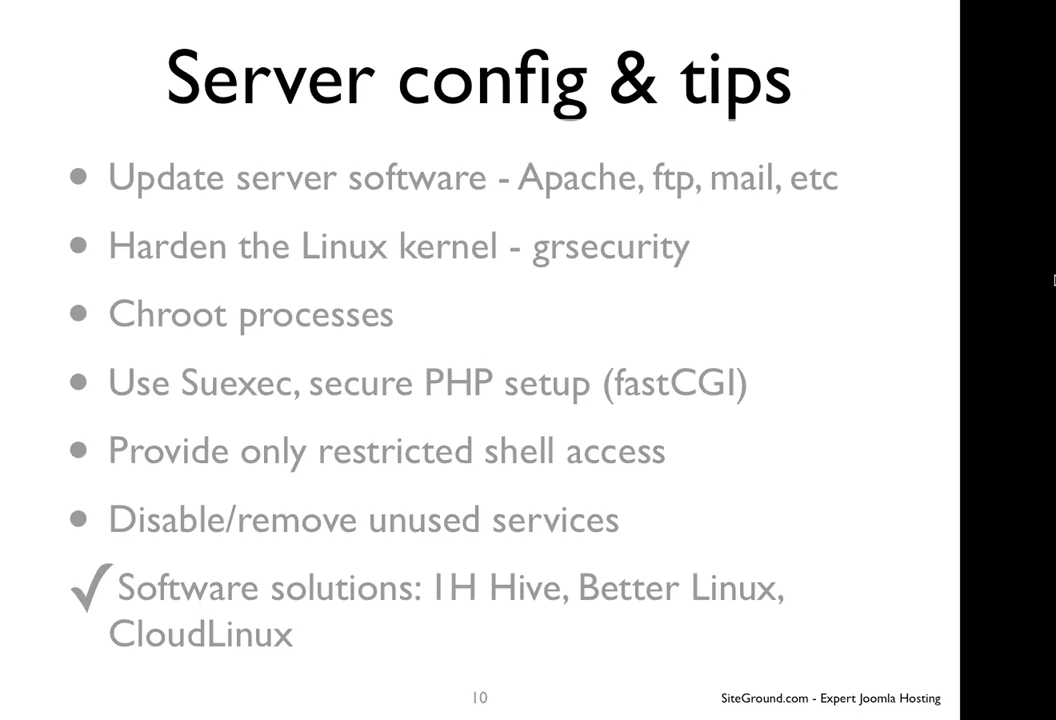 Server config & tips
• Update server software - Apache, ftp, mail, etc
• Harden the Linux kernel - grsecurity
• Chroot processes
• Use Suexec, secure PHP setup (fastCGI)
• Provide only restricted shell access
• Disable/remove unused services
✓ Software solutions: 1H Hive, Better Linux,
CloudLinux
10
SiteGround.com - Expert Joomla Hosting